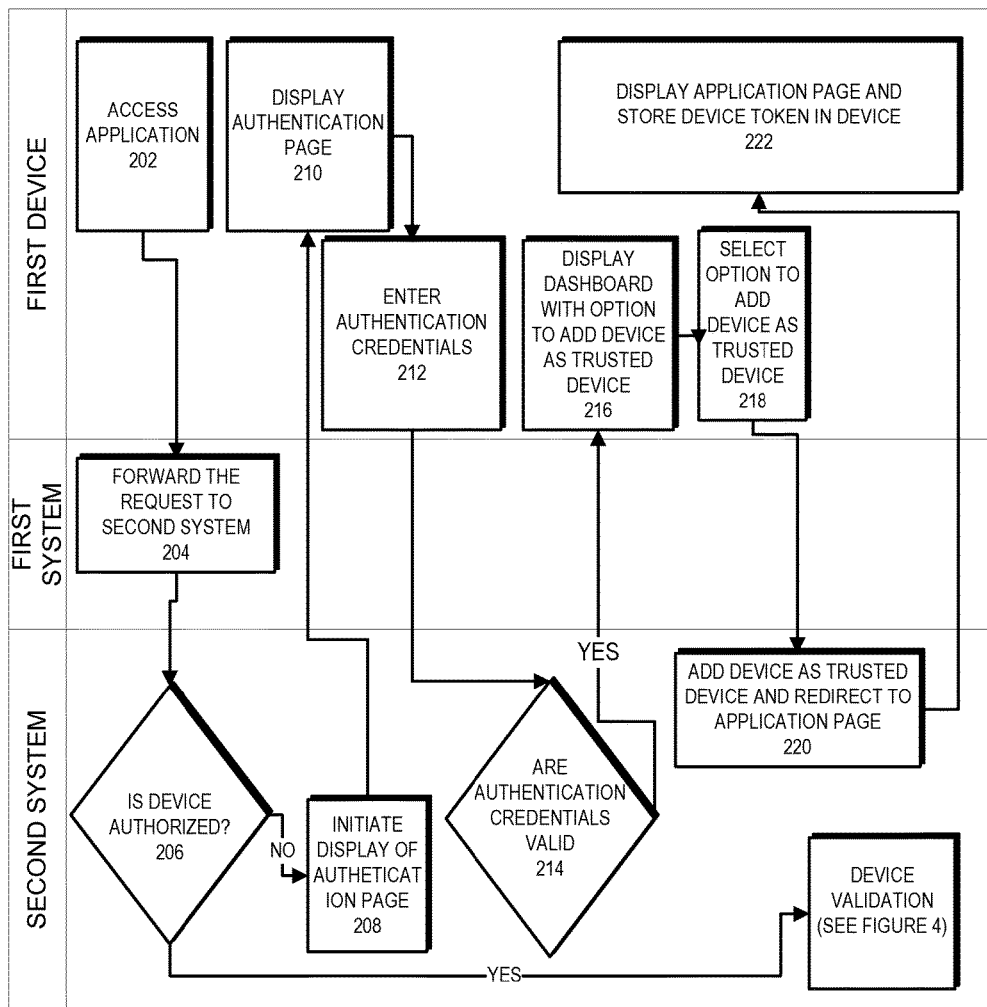 FIRST DEVICE
ACCESS
APPLICATION
202
DISPLAY
AUTHENTICATION
PAGE
210
ENTER
AUTHENTICATION
CREDENTIALS
212
DISPLAY
DASHBOARD
WITH OPTION
TO ADD DEVICE
AS TRUSTED
DEVICE
216
SELECT
OPTION TO
ADD
DEVICE AS
TRUSTED
DEVICE
218
DISPLAY APPLICATION PAGE AND
STORE DEVICE TOKEN IN DEVICE
222
FIRST
SYSTEM
FORWARD THE
REQUEST TO
SECOND SYSTEM
204
SECOND SYSTEM
IS DEVICE
AUTHORIZED?
206
NO
INITIATE
DISPLAY OF
AUTHETICAT
ION PAGE
208
ARE
AUTHENTICATION
CREDENTIALS
VALID
214
YES
ADD DEVICE AS TRUSTED
DEVICE AND REDIRECT TO
APPLICATION PAGE
220
YES
DEVICE
VALIDATION
(SEE FIGURE 4)